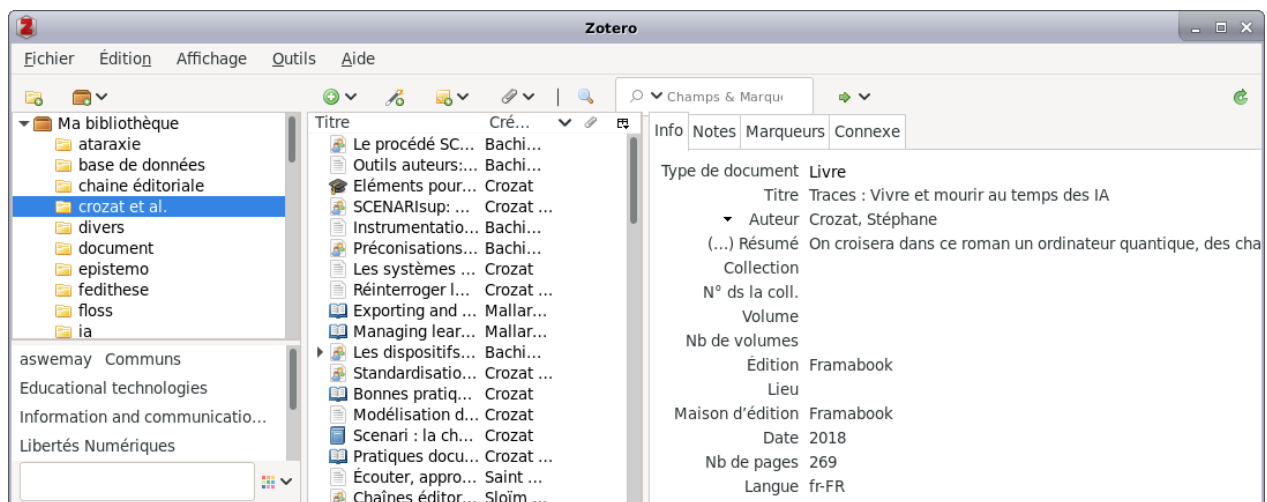 Zotero
Fichier Édition Affichage Outils Aide
Champs & Marqu
Ma bibliothèque
ataraxie
base de données
chaine éditoriale
crozat et al.
divers
document
epistemo
fedithese
floss
ia
aswemay Communs
Educational technologies
Information and communicatio...
Libertés Numériques
Titre Cré...
Le procédé SC... Bachi...
Outils auteurs:... Bachi...
Eléments pour... Crozat
SCENARIsup: ... Crozat ...
Instrumentatio... Bachi...
Préconisations... Bachi...
Les systèmes ... Crozat
Réinterroger l... Crozat ...
Exporting and ... Mallar...
Managing lear... Mallar...
Les dispositifs... Bachi...
Standardisatio... Crozat ...
Bonnes pratiq... Crozat
Modélisation d... Crozat
Scenari : la ch... Crozat
Pratiques docu... Crozat ...
Écouter, appro... Saint ...
Chaînes éditor... Sloïm ...
Info Notes Marqueurs Connexe
Type de document Livre
Titre Traces : Vivre et mourir au temps des IA
Auteur Crozat, Stéphane
(...) Résumé On croisera dans ce roman un ordinateur quantique, des cha
Collection
N° ds la coll.
Volume
Nb de volumes
Édition Framabook
Lieu
Maison d’édition Framabook
Date 2018
Nb de pages 269
Langue fr-FR